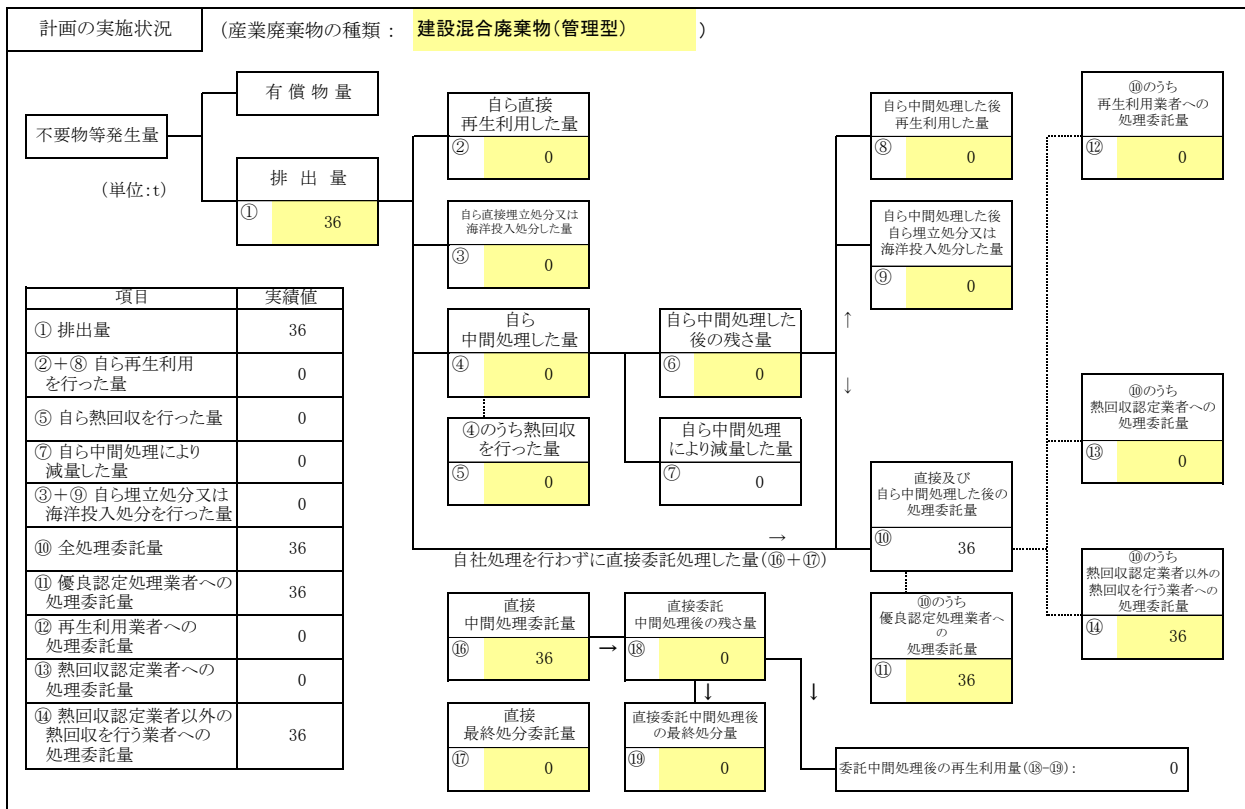 計画の実施状況
(産業廃棄物の種類： 建設混合廃棄物(管理型) )
不要物等発生量
(単位:t)
有 償 物 量
排 出 量
① 36
自ら直接
再生利用した量
② 0
自ら直接埋立処分又は
海洋投入処分した量
③ 0
自ら
中間処理した量
④ 0
④のうち熱回収
を行った量
⑤ 0
自ら中間処理した
後の残さ量
⑥ 0
自ら中間処理
により減量した量
⑦ 0
自ら中間処理した後
再生利用した量
⑧ 0
自ら中間処理した後
自ら埋立処分又は
海洋投入処分した量
⑨ 0
↑
↓
直接及び
自ら中間処理した後の
処理委託量
⑩ 36
⑩のうち
優良認定処理業者へ
の
処理委託量
⑪ 36
⑩のうち
再生利用業者への
処理委託量
⑫ 0
⑩のうち
熱回収認定業者への
処理委託量
⑬ 0
⑩のうち
熱回収認定業者以外の
熱回収を行う業者への
処理委託量
⑭ 36
→
自社処理を行わずに直接委託処理した量(⑯+⑰)
直接
中間処理委託量
⑯ 36
→
直接委託
中間処理後の残さ量
⑱ 0
↓
↓
直接
最終処分委託量
⑰ 0
直接委託中間処理後
の最終処分量
⑲ 0
委託中間処理後の再生利用量(⑱-⑲)： 0
項目 実績値
① 排出量 36
②+⑧ 自ら再生利用
を行った量 0
⑤ 自ら熱回収を行った量 0
⑦ 自ら中間処理により
減量した量 0
③+⑨ 自ら埋立処分又は
海洋投入処分を行った量 0
⑩ 全処理委託量 36
⑪ 優良認定処理業者への
処理委託量 36
⑫ 再生利用業者への
処理委託量 0
⑬ 熱回収認定業者への
処理委託量 0
⑭ 熱回収認定業者以外の
熱回収を行う業者への
処理委託量 36